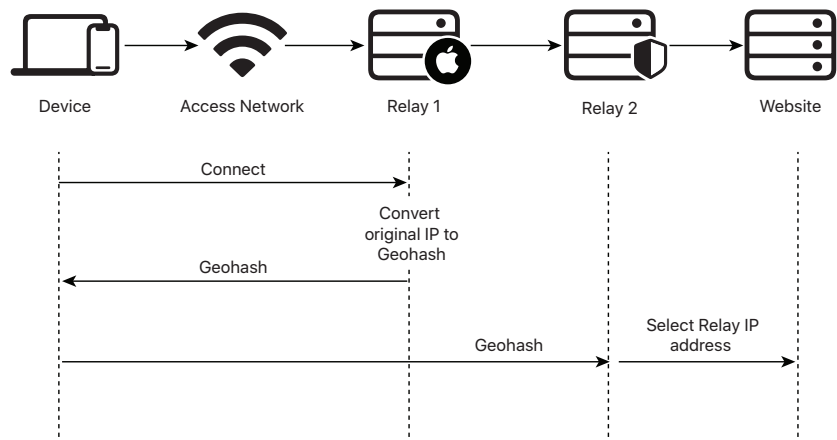 Device
Access Network
Relay 1
Relay 2
Website
Connect
Convert
original IP to
Geohash
Geohash
Select Relay IP
address
Geohash